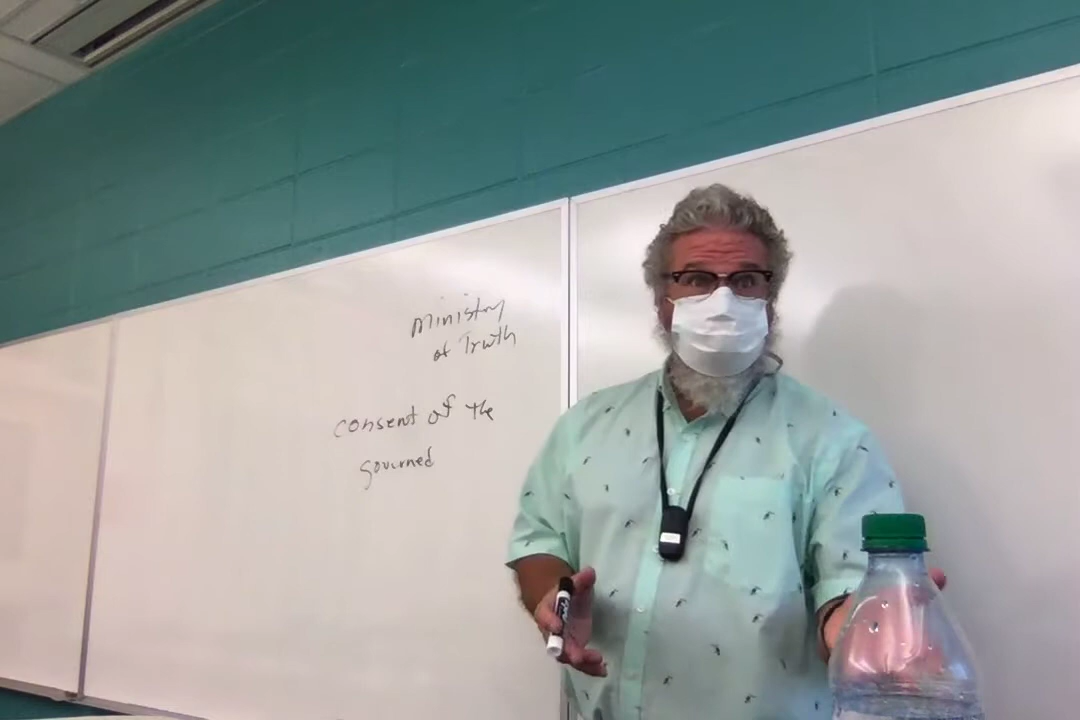 ministry
of Truth
consent of the
governed